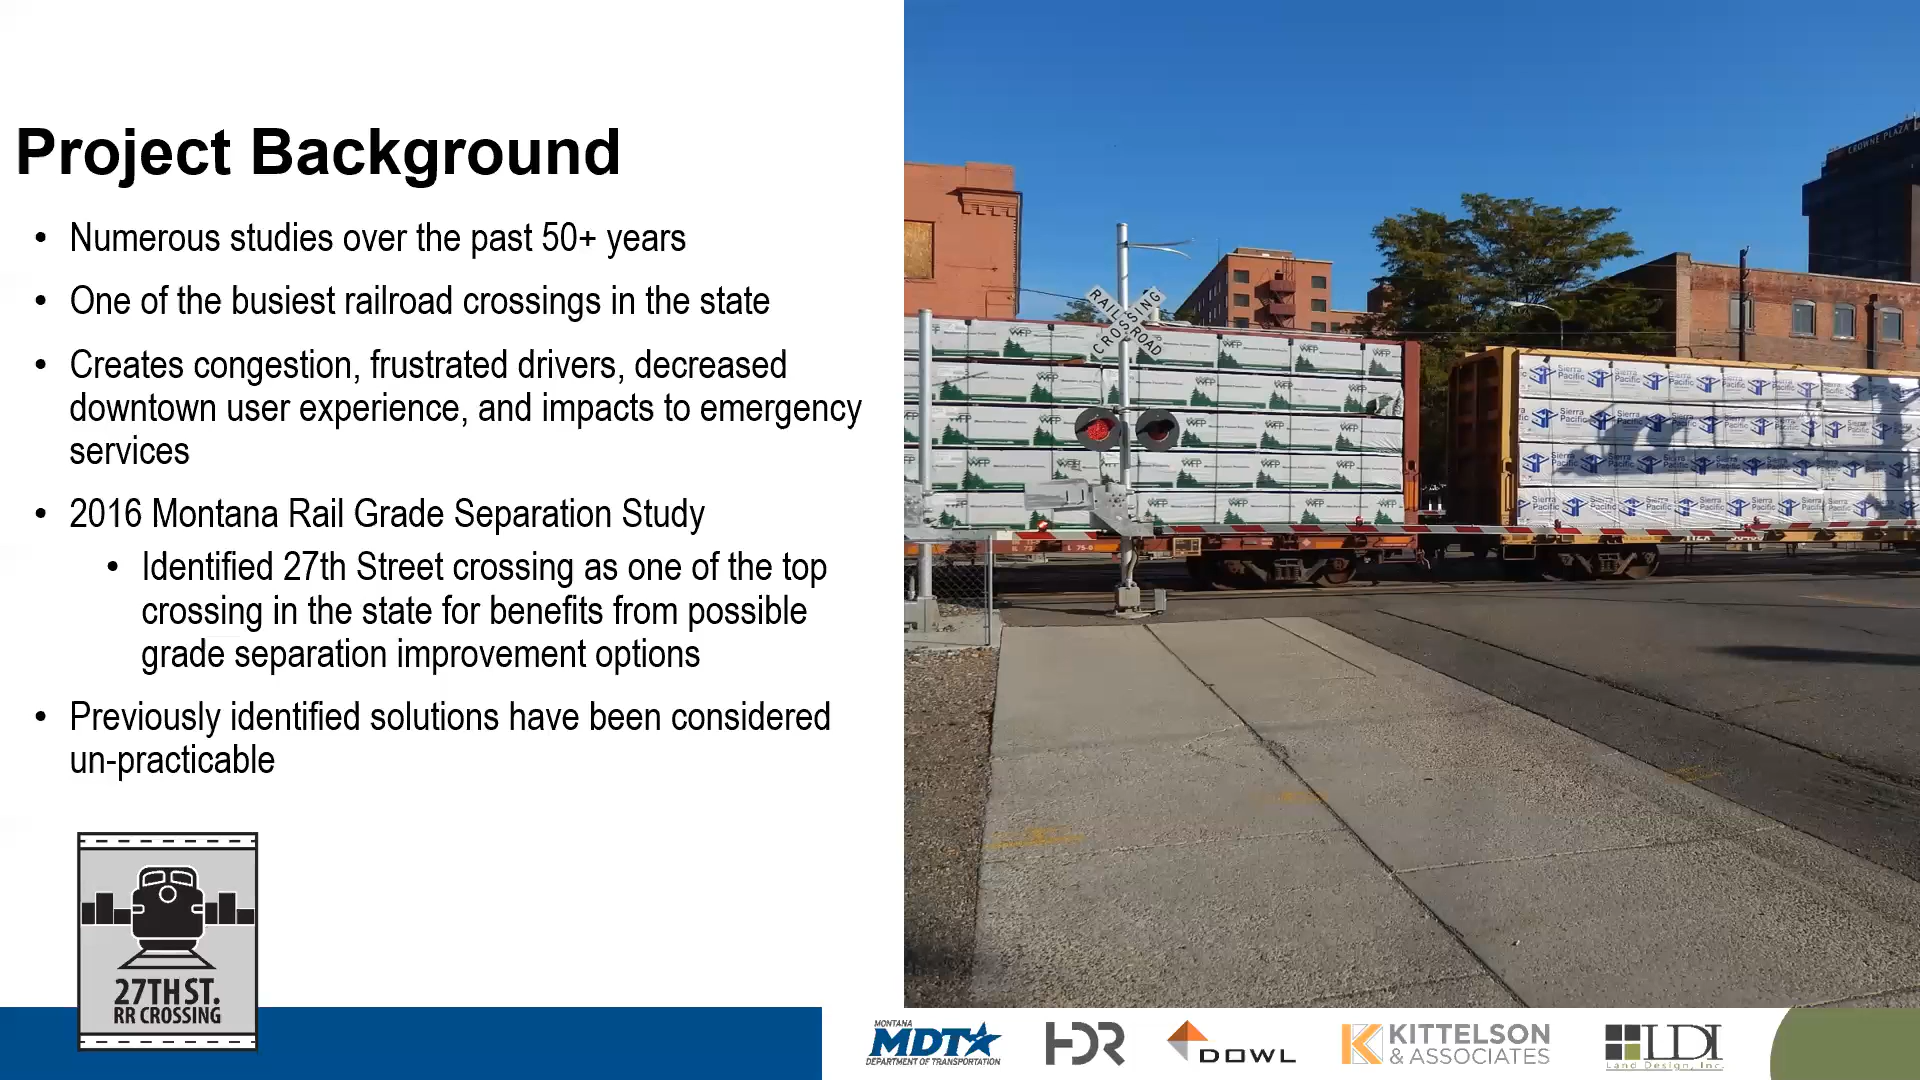 Project Background
• Numerous studies over the past 50+ years
• One of the busiest railroad crossings in the state
• Creates congestion, frustrated drivers, decreased
downtown user experience, and impacts to emergency
services
• 2016 Montana Rail Grade Separation Study
• Identified 27th Street crossing as one of the top
crossing in the state for benefits from possible
grade separation improvement options
• Previously identified solutions have been considered
un-practicable
27TH ST.
RR CROSSING
CROWNE PLAZA
RAILROAD
CROSSING
WFP
Sierra
Pacific
MONTANA
MDT
DEPARTMENT OF TRANSPORTATION
HDR
DOWL
KITTELSON
& ASSOCIATES
LDI
Land Design, Inc.